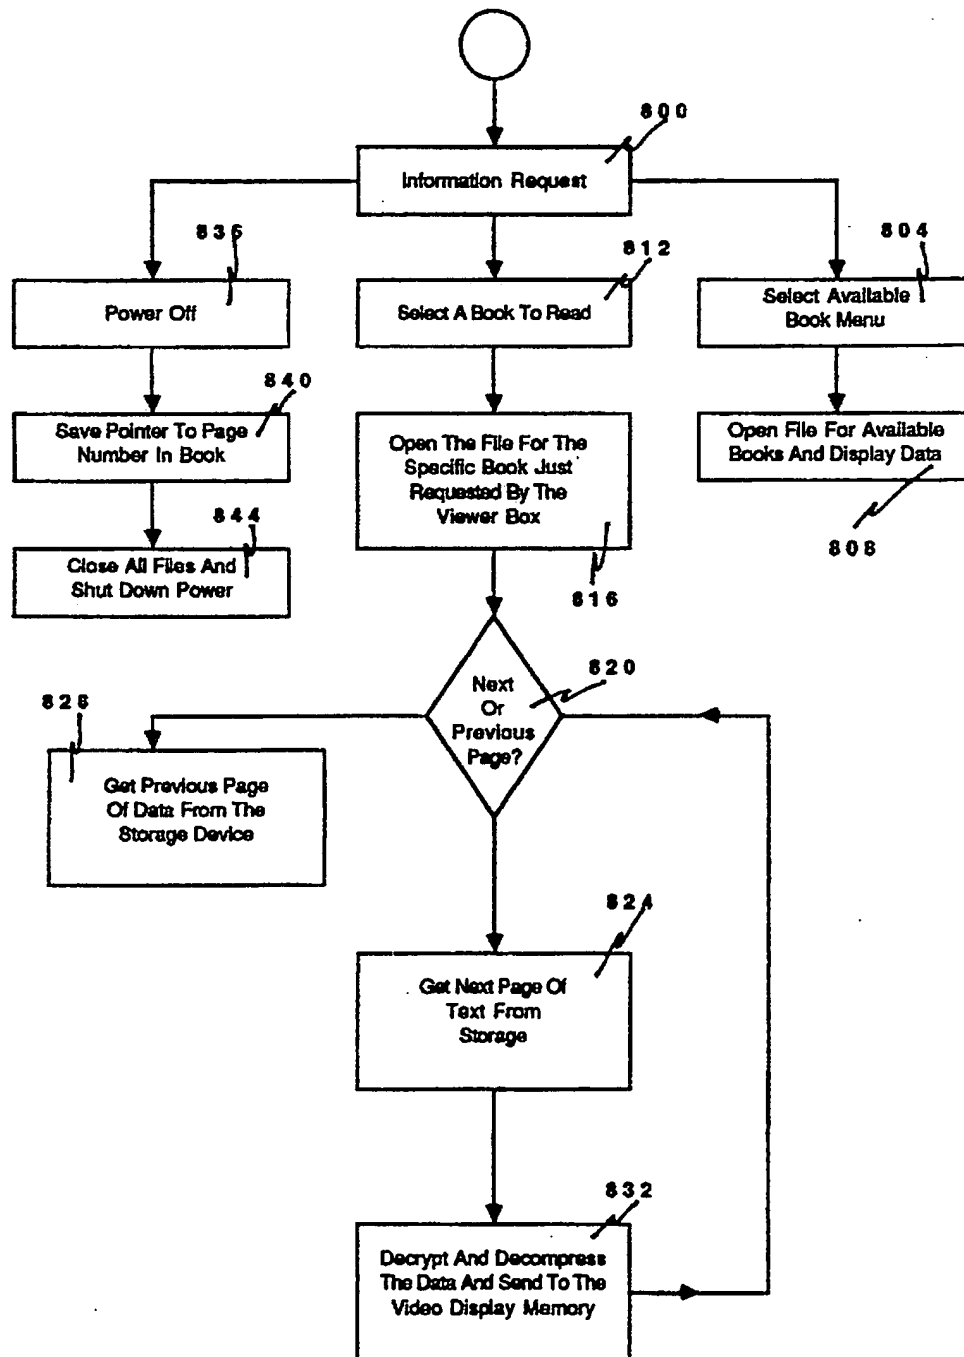 800
Information Request
836
812
804
Power Off
Select A Book To Read
Select Available
Book Menu
840
Save Pointer To Page
Number In Book
Open The File For The
Specific Book Just
Requested By The
Viewer Box
Open File For Available
Books And Display Data
808
844
Close All Files And
Shut Down Power
816
820
Next
Or
Previous
Page?
828
Get Previous Page
Of Data From The
Storage Device
824
Get Next Page Of
Text From
Storage
832
Decrypt And Decompress
The Data And Send To The
Video Display Memory